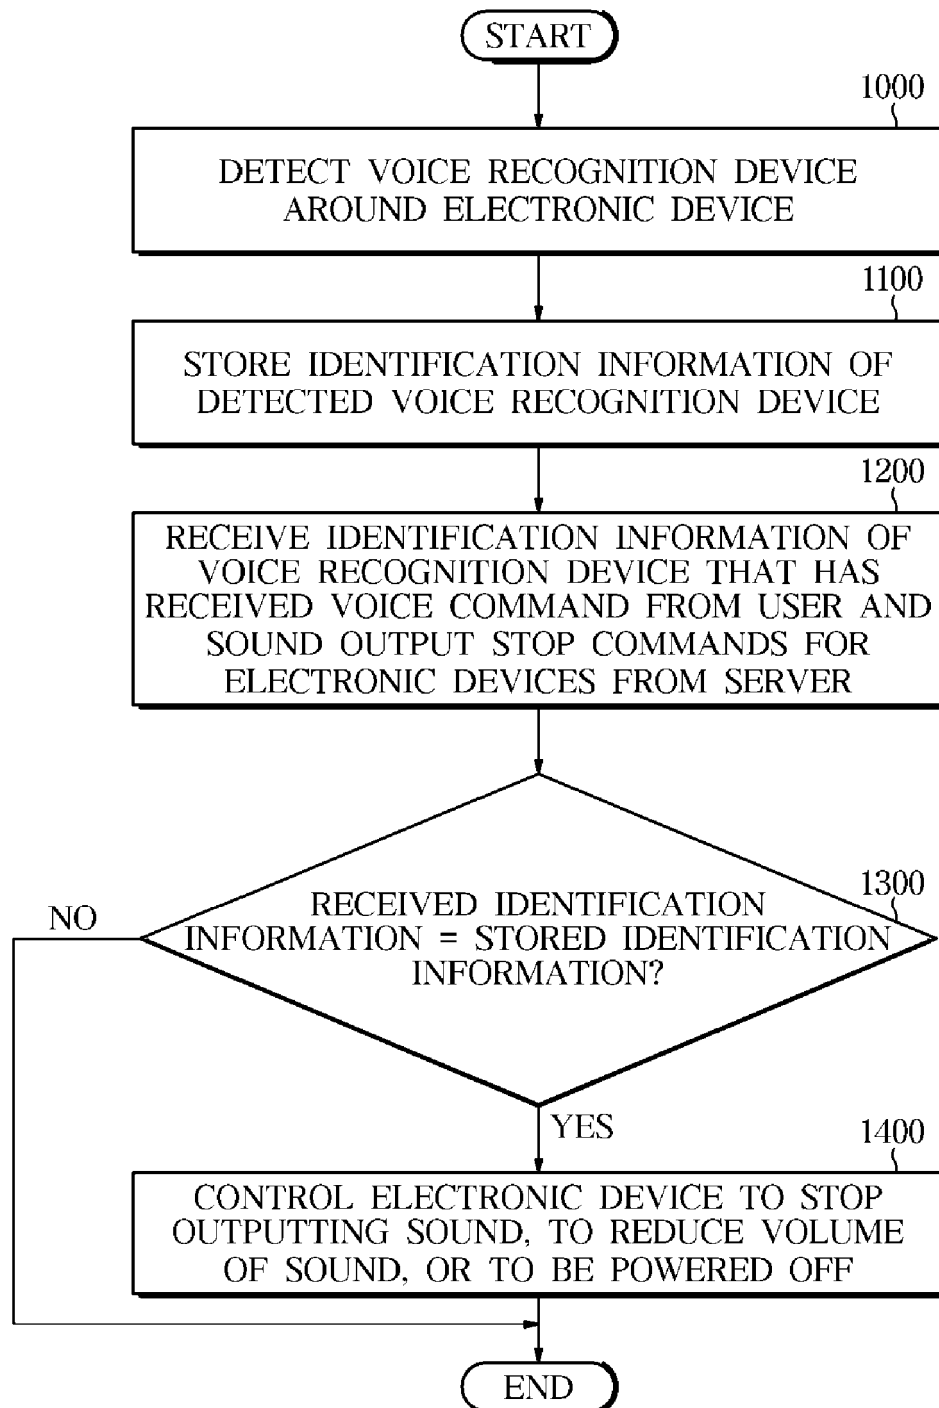 START
1000
DETECT VOICE RECOGNITION DEVICE
AROUND ELECTRONIC DEVICE
1100
STORE IDENTIFICATION INFORMATION OF
DETECTED VOICE RECOGNITION DEVICE
1200
RECEIVE IDENTIFICATION INFORMATION OF
VOICE RECOGNITION DEVICE THAT HAS
RECEIVED VOICE COMMAND FROM USER AND
SOUND OUTPUT STOP COMMANDS FOR
ELECTRONIC DEVICES FROM SERVER
1300
NO
RECEIVED IDENTIFICATION
INFORMATION = STORED IDENTIFICATION
INFORMATION?
YES
1400
CONTROL ELECTRONIC DEVICE TO STOP
OUTPUTTING SOUND, TO REDUCE VOLUME
OF SOUND, OR TO BE POWERED OFF
END